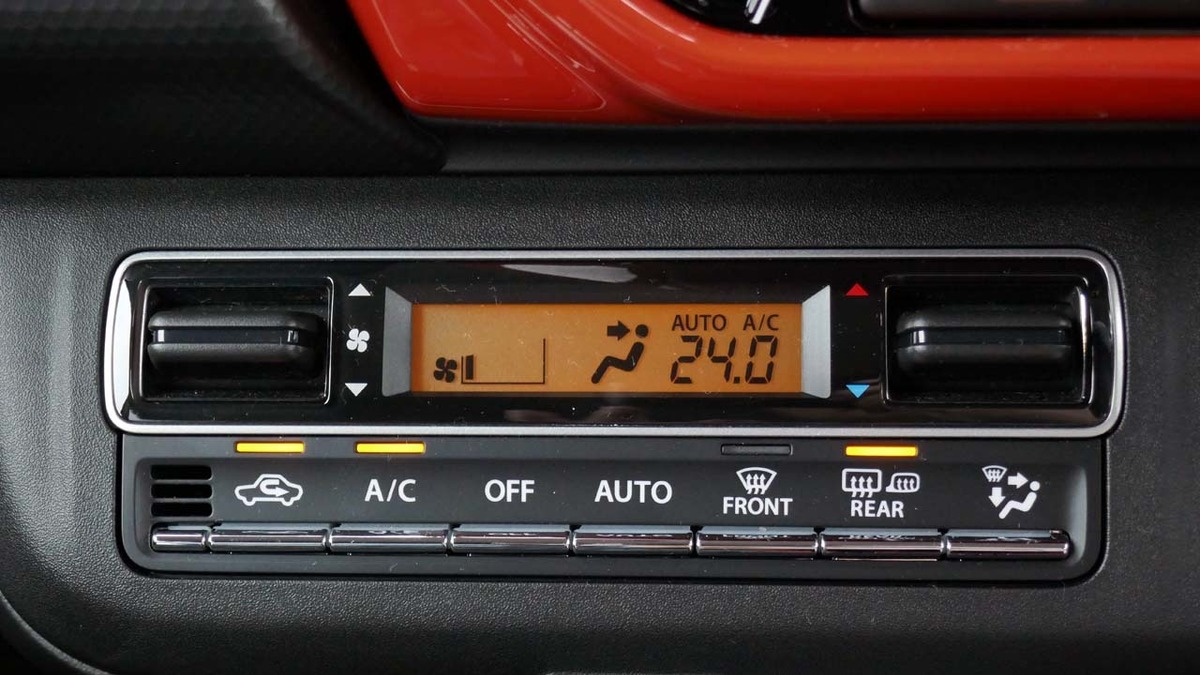 AUTO A/C
24.0
A/C
OFF
AUTO
FRONT
REAR